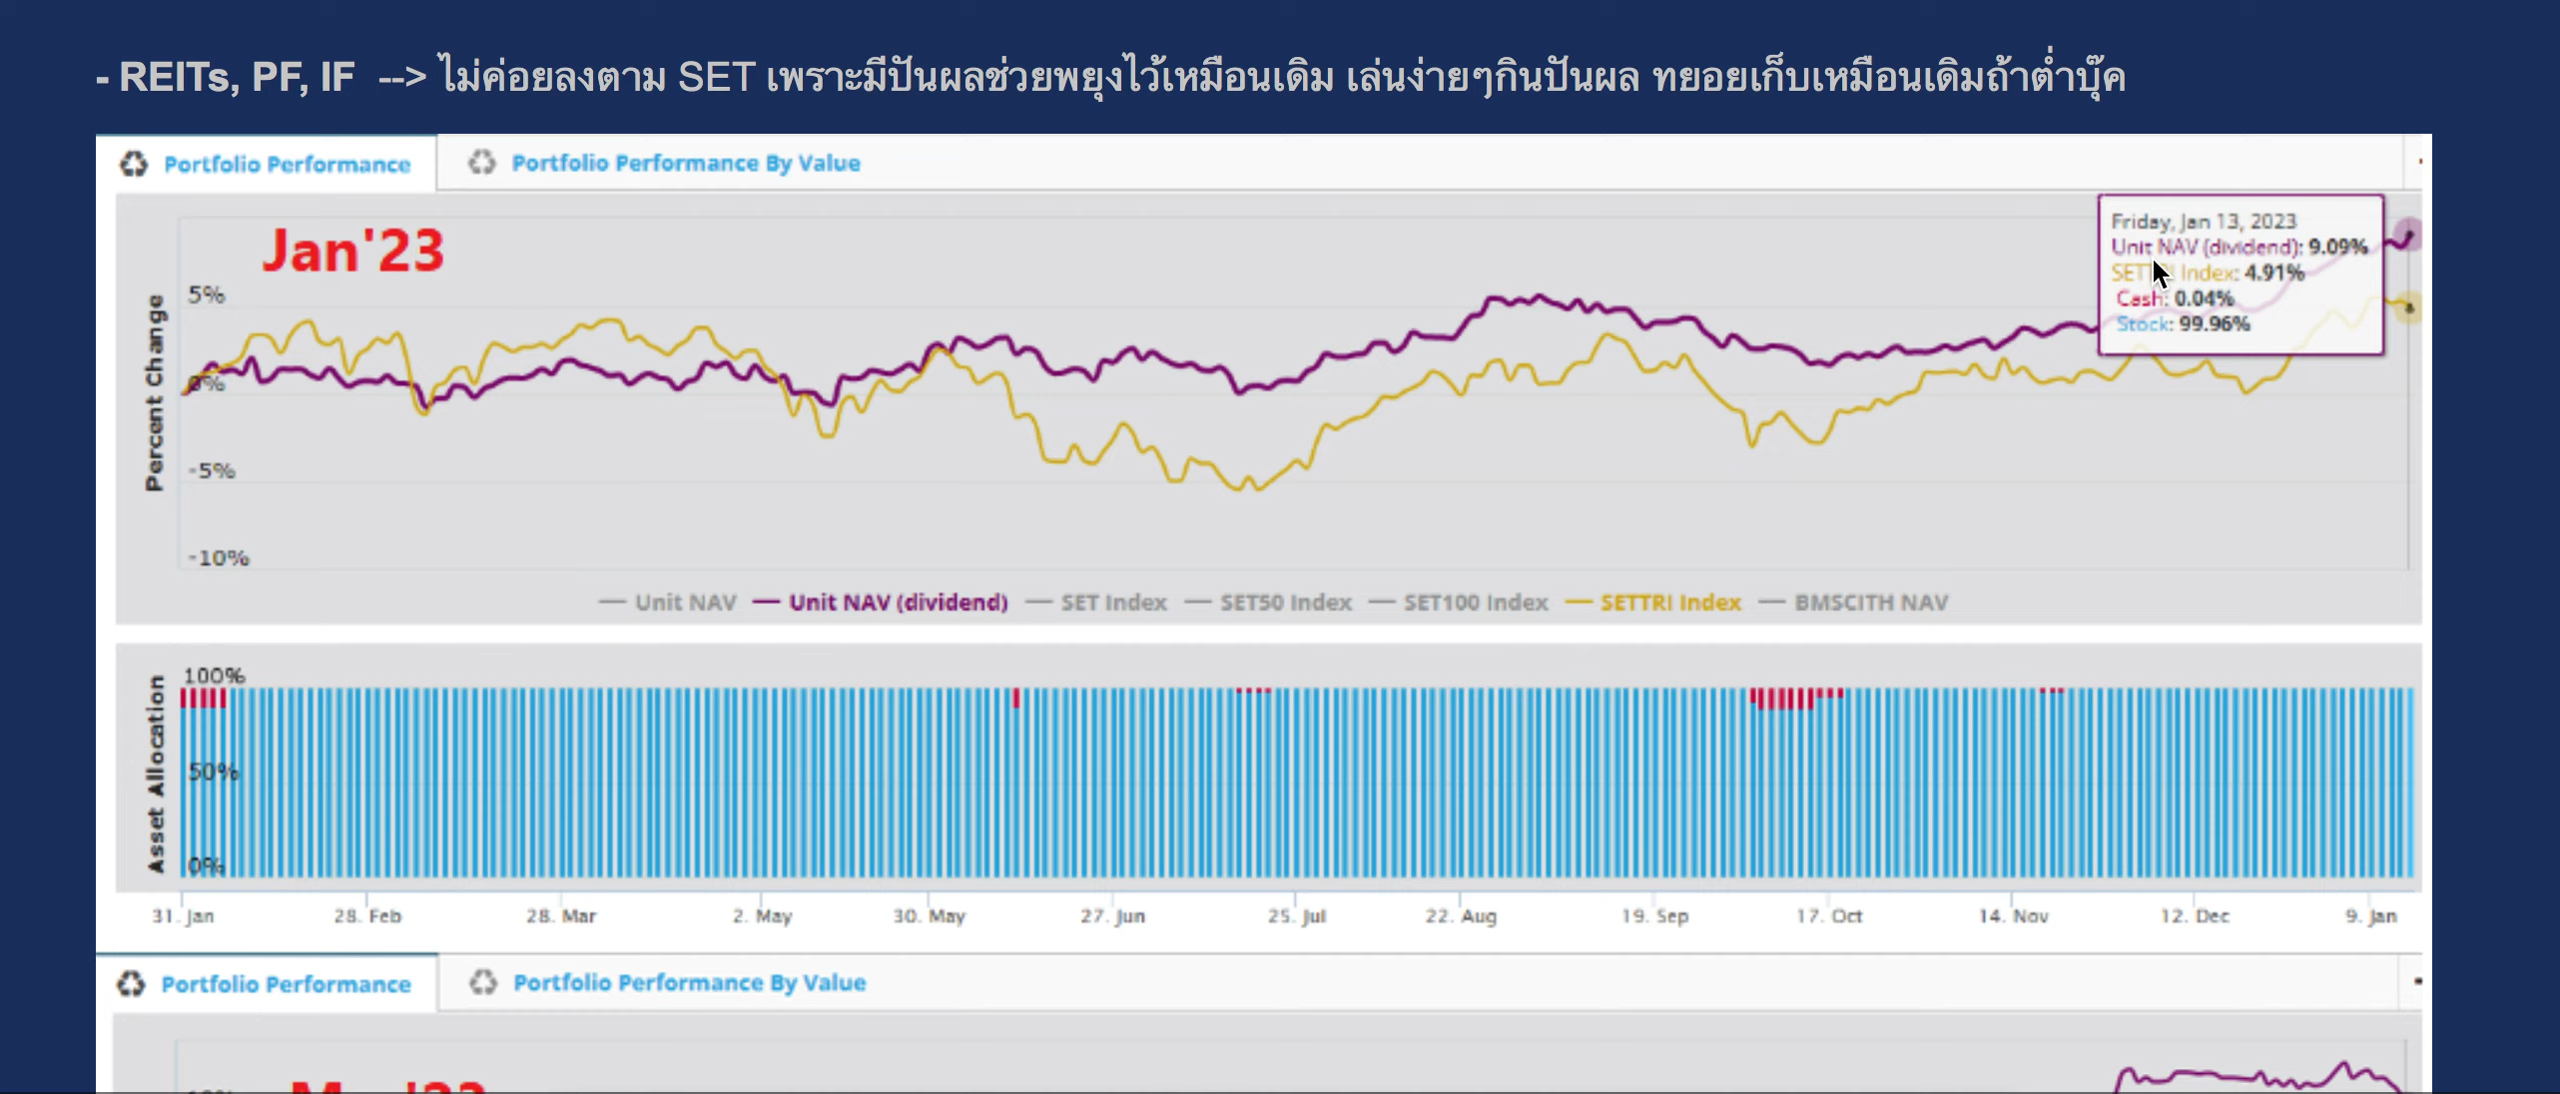 - REITs, PF, IF --> ไม่ค่อยลงตาม SET เพราะมีปันผลช่วยพยุงไว้เหมือนเดิม เล่นง่ายๆกินปันผล ทยอยเก็บเหมือนเดิมถ้าต่ำบุ๊ค
Portfolio Performance Portfolio Performance By Value
Jan'23
Friday, Jan 13, 2023
Unit NAV (dividend): 9.09%
Index: 4.91%
Cash: 0.04%
Stock: 99.96%
Percent Change
5%
0%
-5%
-10%
Unit NAV Unit NAV (dividend) SET Index SET50 Index SET100 Index SETTRI Index BMSCITH NAV
Asset Allocation
100%
50%
0%
31. Jan 28. Feb 28. Mar 2. May 30. May 27. Jun 25. Jul 22. Aug 19. Sep 17. Oct 14. Nov 12. Dec 9. Jan
Portfolio Performance Portfolio Performance By Value